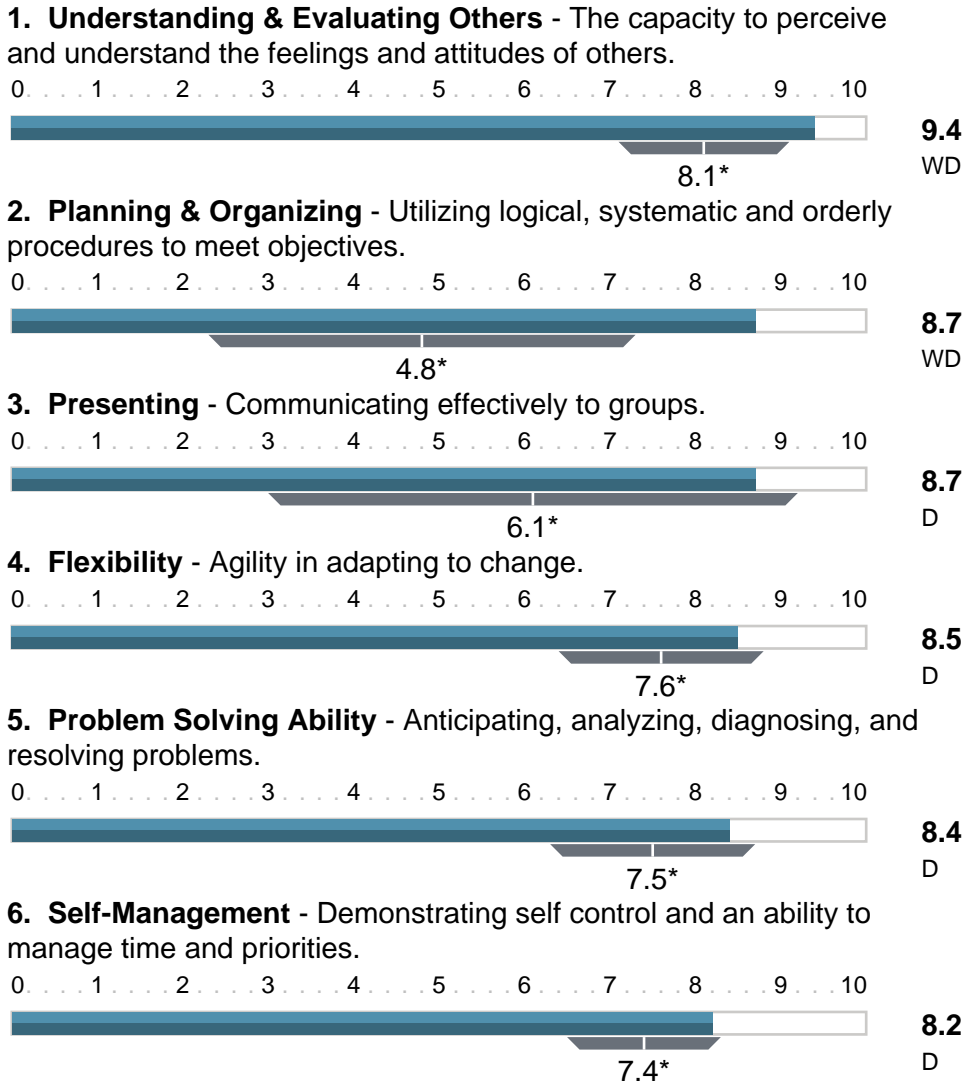 1. Understanding & Evaluating Others - The capacity to perceive
and understand the feelings and attitudes of others.
0. . . . 1 . . . . 2 . . . . 3 . . . . 4 . . . . 5 . . . . 6 . . . . 7 . . . . 8 . . . . 9 . . . 10
9.4
WD
8.1*
2. Planning & Organizing - Utilizing logical, systematic and orderly
procedures to meet objectives.
0. . . . 1 . . . . 2 . . . . 3 . . . . 4 . . . . 5 . . . . 6 . . . . 7 . . . . 8 . . . . 9 . . . 10
8.7
WD
4.8*
3. Presenting - Communicating effectively to groups.
0. . . . 1 . . . . 2 . . . . 3 . . . . 4 . . . . 5 . . . . 6 . . . . 7 . . . . 8 . . . . 9 . . . 10
8.7
D
6.1*
4. Flexibility - Agility in adapting to change.
0. . . . 1 . . . . 2 . . . . 3 . . . . 4 . . . . 5 . . . . 6 . . . . 7 . . . . 8 . . . . 9 . . . 10
8.5
D
7.6*
5. Problem Solving Ability - Anticipating, analyzing, diagnosing, and
resolving problems.
0. . . . 1 . . . . 2 . . . . 3 . . . . 4 . . . . 5 . . . . 6 . . . . 7 . . . . 8 . . . . 9 . . . 10
8.4
D
7.5*
6. Self-Management - Demonstrating self control and an ability to
manage time and priorities.
0. . . . 1 . . . . 2 . . . . 3 . . . . 4 . . . . 5 . . . . 6 . . . . 7 . . . . 8 . . . . 9 . . . 10
8.2
D
7.4*